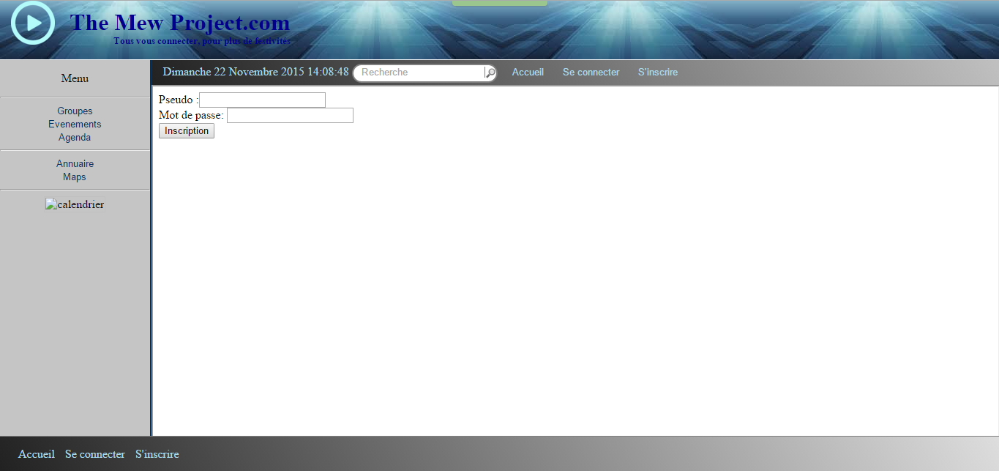 The Mew Project.com
Tous vous connecter, pour plus de festivités
Menu
Dimanche 22 Novembre 2015 14:08:48 Recherche Accueil Se connecter S'inscrire
Groupes
Evenements
Agenda
Annuaire
Maps
calendrier
Pseudo :
Mot de passe:
Inscription
Accueil Se connecter S'inscrire